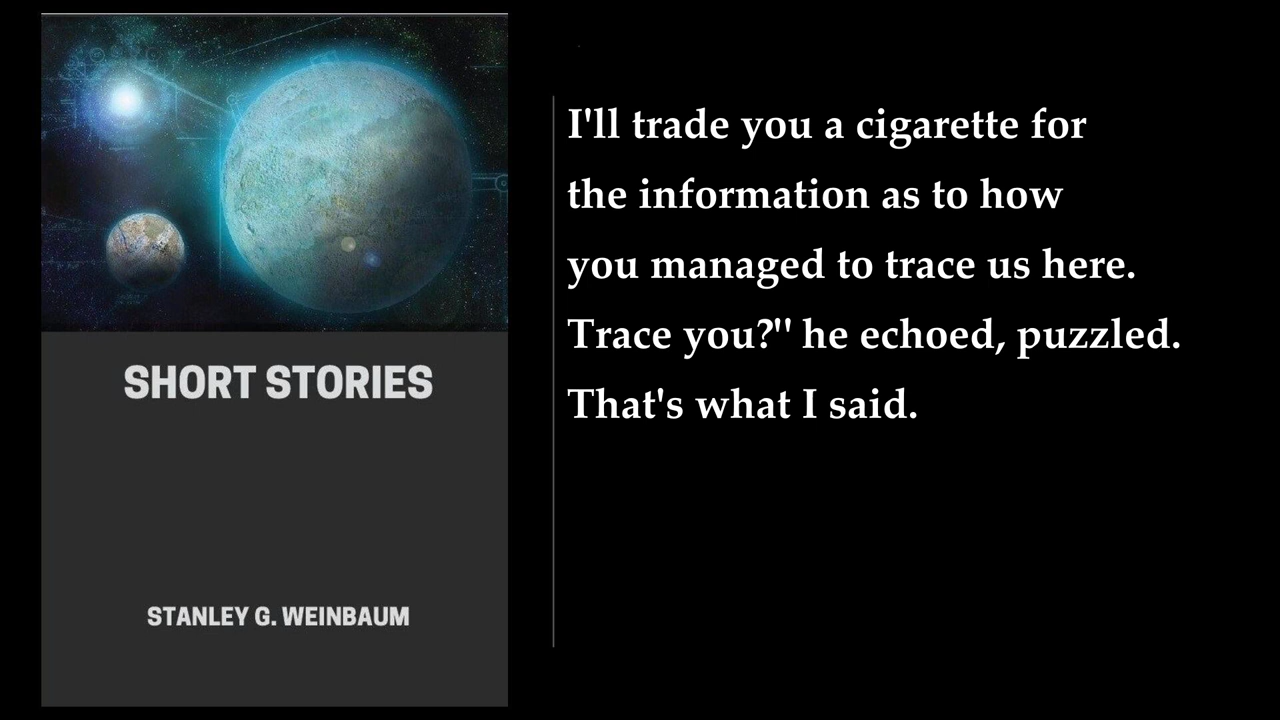 SHORT STORIES
STANLEY G. WEINBAUM
I'll trade you a cigarette for
the information as to how
you managed to trace us here.
Trace you?" he echoed, puzzled.
That's what I said.